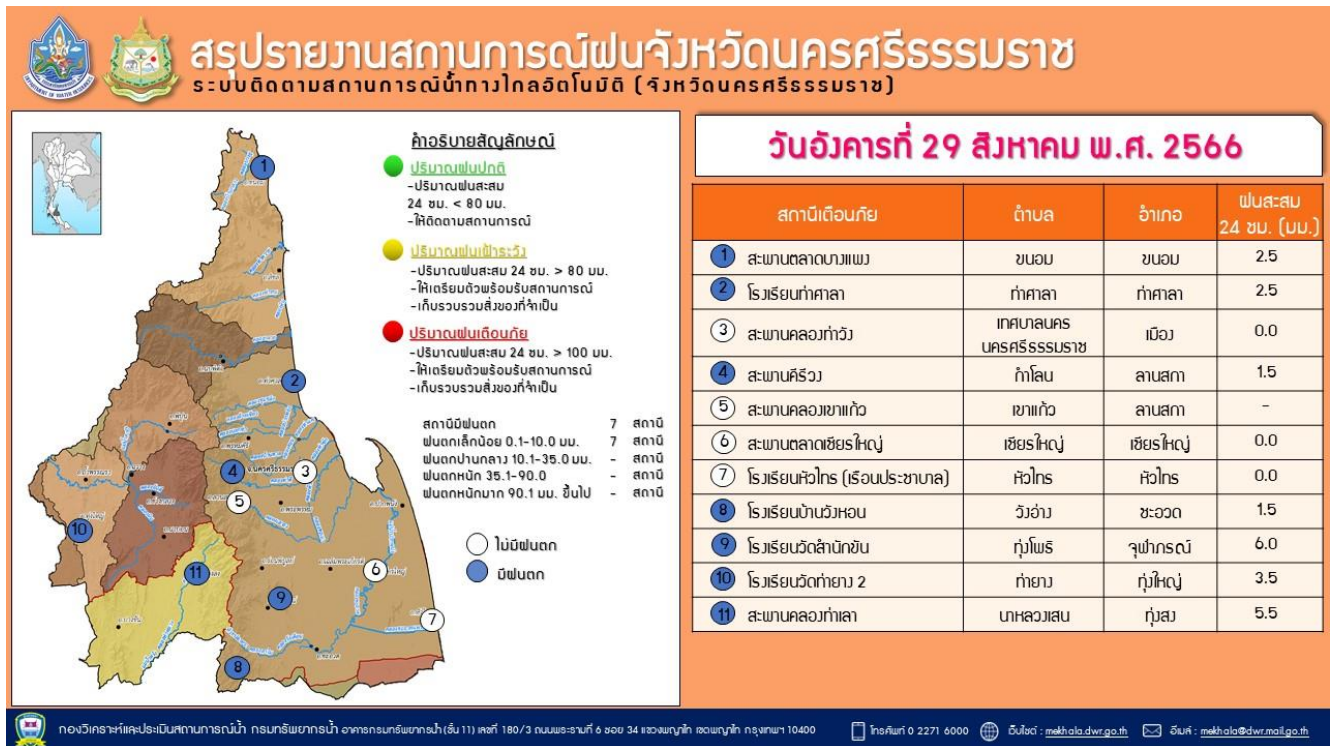 สรุปรายงานสถานการณ์ฝนจังหวัดนครศรีธรรมราช
ระบบติดตามสถานการณ์น้ำทางไกลอัตโนมัติ (จังหวัดนครศรีธรรมราช)
คำอธิบายสัญลักษณ์
ปริมาณฝนปกติ
-ปริมาณฝนสะสม
24 ชม. < 80 มม.
-ให้ติดตามสถานการณ์
ปริมาณฝนเฝ้าระวัง
-ปริมาณฝนสะสม 24 ชม. > 80 มม.
-ให้เตรียมตัวพร้อมรับสถานการณ์
-เก็บรวบรวมสิ่งของที่จำเป็น
ปริมาณฝนเตือนภัย
-ปริมาณฝนสะสม 24 ชม. > 100 มม.
-ให้เตรียมตัวพร้อมรับสถานการณ์
-เก็บรวบรวมสิ่งของที่จำเป็น
สถานีมีฝนตก 7 สถานี
ฝนตกเล็กน้อย 0.1-10.0 มม. 7 สถานี
ฝนตกปานกลาง 10.1-35.0 มม. - สถานี
ฝนตกหนัก 35.1-90.0 - สถานี
ฝนตกหนักมาก 90.1 มม. ขึ้นไป - สถานี
ไม่มีฝนตก
มีฝนตก
1
2
3
4
5
6
7
8
9
10
11
วันอังคารที่ 29 สิงหาคม พ.ศ. 2566
สถานีเตือนภัย ตำบล อำเภอ ฝนสะสม 24 ชม. (มม.)
1 สะพานตลาดบางแพง ขนอม ขนอม 2.5
2 โรงเรียนท่าศาลา ท่าศาลา ท่าศาลา 2.5
3 สะพานคลองท่าวัง เทศบาลนครนครศรีธรรมราช เมือง 0.0
4 สะพานคีรีวง กำโลน ลานสกา 1.5
5 สะพานคลองเขาแก้ว เขาแก้ว ลานสกา -
6 สะพานตลาดเชียรใหญ่ เชียรใหญ่ เชียรใหญ่ 0.0
7 โรงเรียนหัวไทร (เรือนประชาบาล) หัวไทร หัวไทร 0.0
8 โรงเรียนบ้านวังหอน วังอ่าง ชะอวด 1.5
9 โรงเรียนวัดสำนักขัน ทุ่งโพธิ จุฬาภรณ์ 6.0
10 โรงเรียนวัดท่ายาง 2 ท่ายาง ทุ่งใหญ่ 3.5
11 สะพานคลองท่าเลา นาหลวงเสน ทุ่งสง 5.5
กองวิเคราะห์และประเมินสถานการณ์น้ำ กรมทรัพยากรน้ำ อาคารกรมทรัพยากรน้ำ (ชั้น 11) เลขที่ 180/3 ถนนพระรามที่ 6 ซอย 34 แขวงพญาไท เขตพญาไท กรุงเทพฯ 10400 โทรศัพท์ 0 2271 6000 เว็บไซต์ : mekhala.dwr.go.th อีเมล์ : mekhala@dwr.mail.go.th